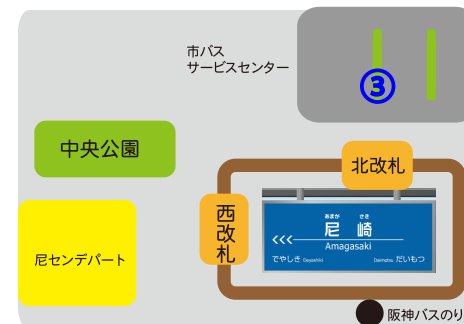 市バス
サービスセンター
③
中央公園
北改札
西改札
あまが さき
尼 崎
<<<
Amagasaki
でやしき Deyashiki
Daimotsu だいもつ
尼センデパート
阪神バスのり